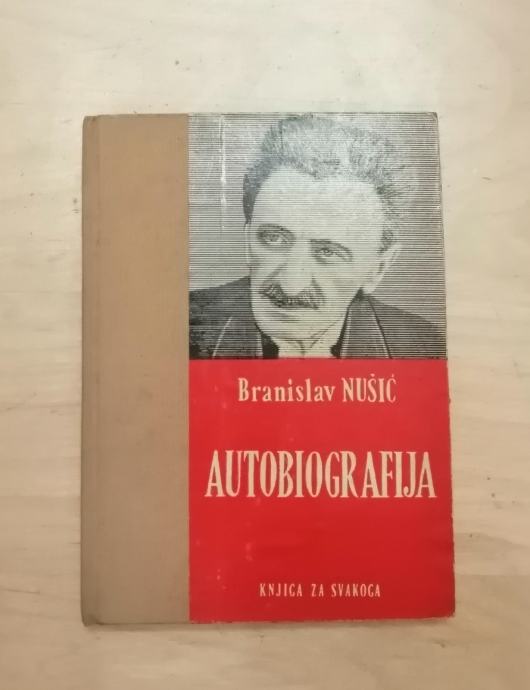 Branislav NUŠIĆ
AUTOBIOGRAFIJA
KNJIGA ZA SVAKOGA